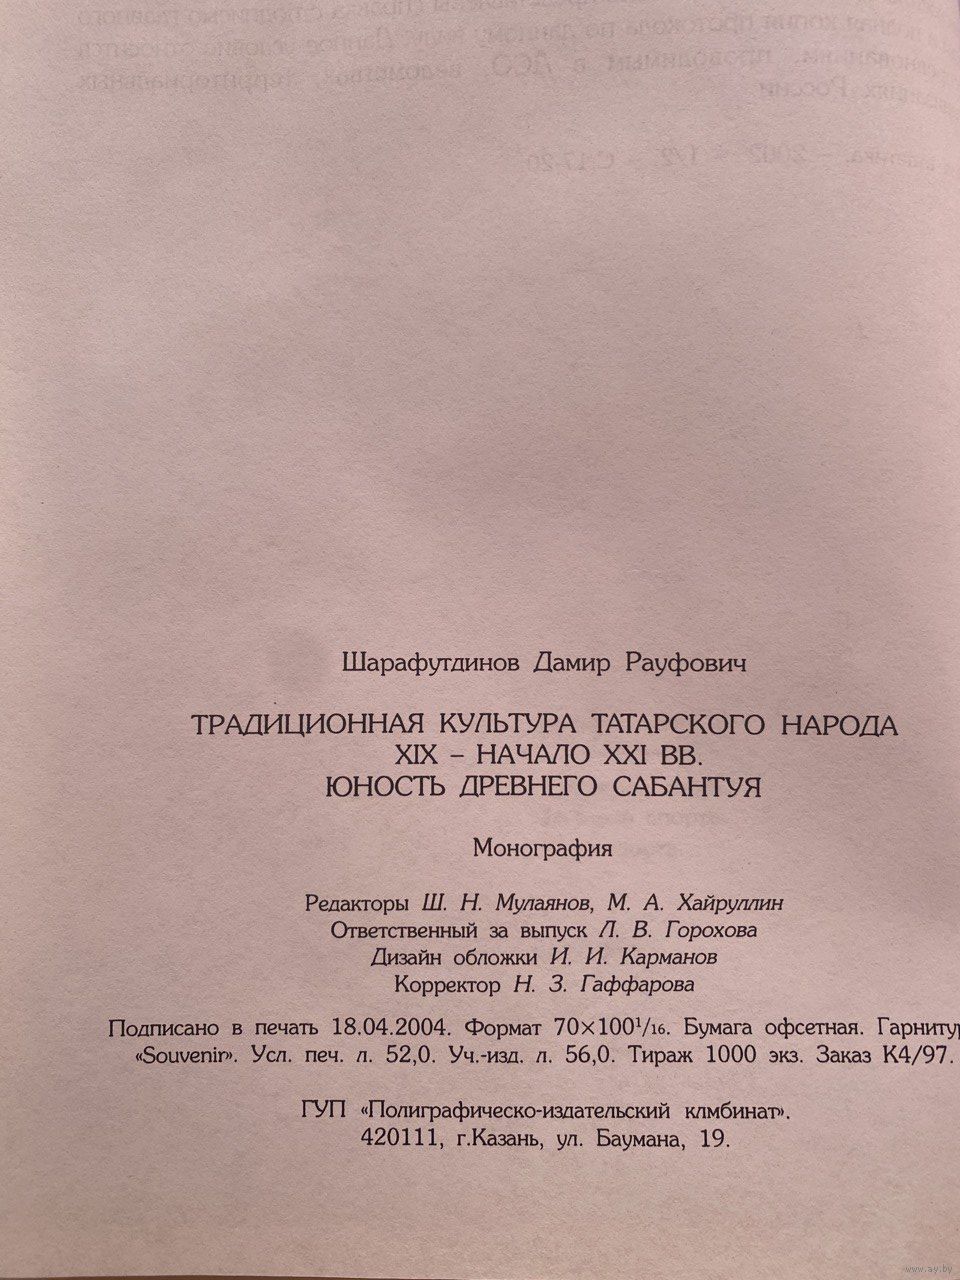 Шарафутдинов Дамир Рауфович
ТРАДИЦИОННАЯ КУЛЬТУРА ТАТАРСКОГО НАРОДА
XIX – НАЧАЛО XXI ВВ.
ЮНОСТЬ ДРЕВНЕГО САБАНТУЯ
Монография
Редакторы Ш. Н. Мулаянов, М. А. Хайруллин
Ответственный за выпуск Л. В. Горохова
Дизайн обложки И. И. Карманов
Корректор Н. З. Гаффарова
Подписано в печать 18.04.2004. Формат 70×100¹/₁₆. Бумага офсетная. Гарнитур
«Souvenir». Усл. печ. л. 52,0. Уч.-изд. л. 56,0. Тираж 1000 экз. Заказ К4/97.
ГУП «Полиграфическо-издательский клмбинат».
420111, г.Казань, ул. Баумана, 19.
www.ay.by